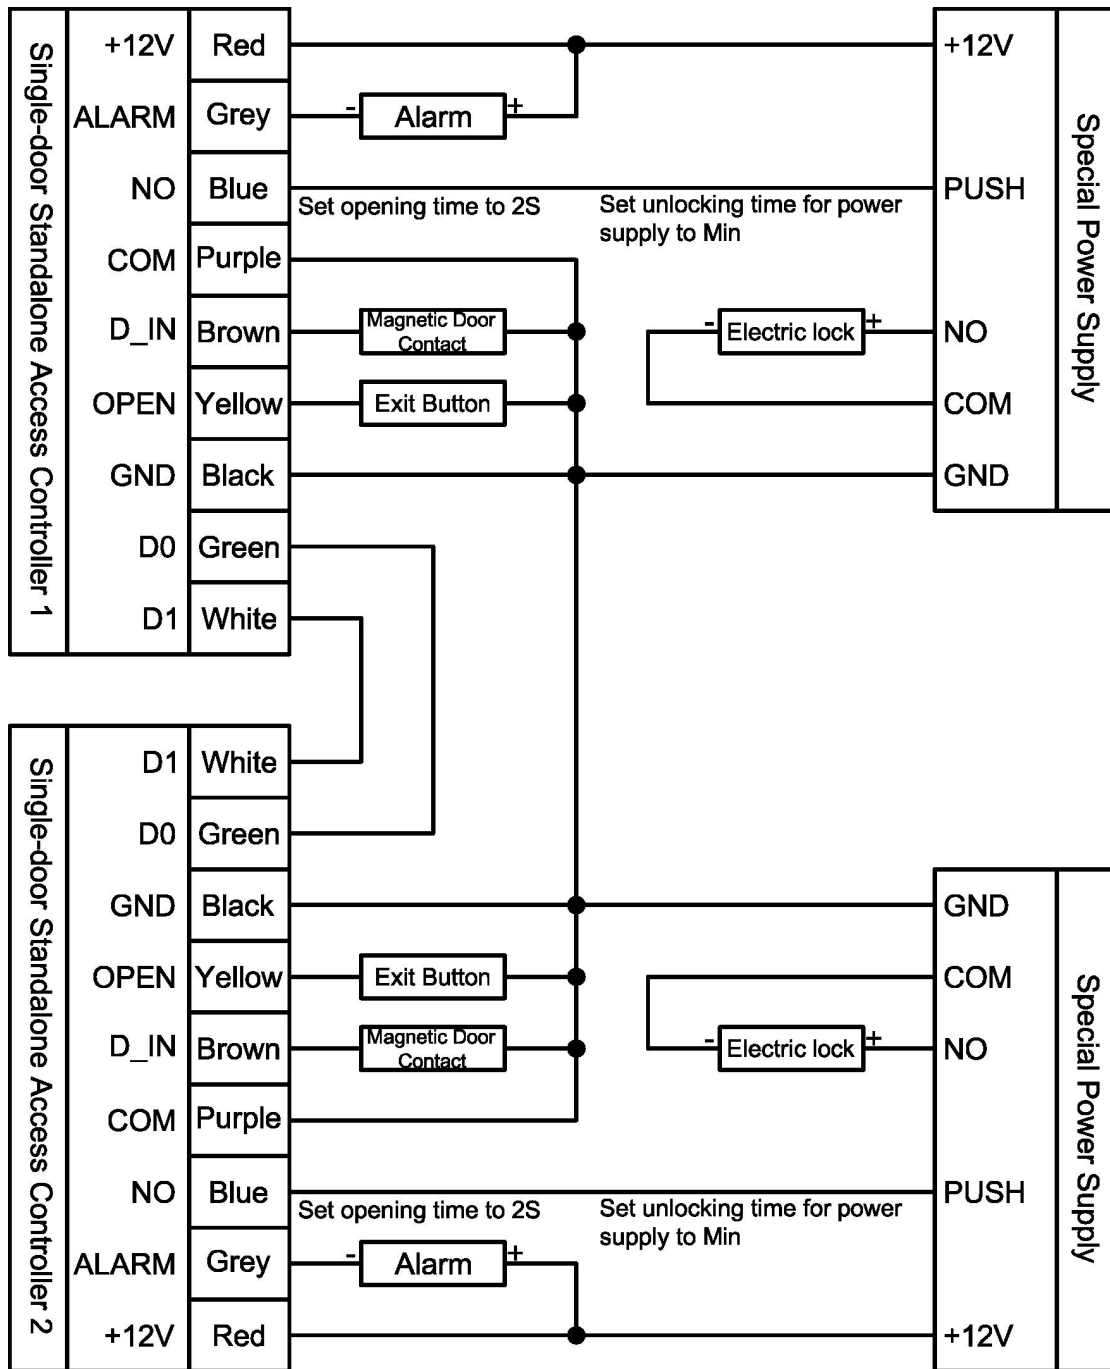 Single-door Standalone Access Controller 1
+12V Red
ALARM Grey
NO Blue
COM Purple
D_IN Brown
OPEN Yellow
GND Black
D0 Green
D1 White
- Alarm +
Set opening time to 2S
Set unlocking time for power
supply to Min
Magnetic Door
Contact
Exit Button
- Electric lock +
+12V
PUSH
NO
COM
GND
Special Power Supply
Single-door Standalone Access Controller 2
D1 White
D0 Green
GND Black
OPEN Yellow
D_IN Brown
COM Purple
NO Blue
ALARM Grey
+12V Red
Exit Button
Magnetic Door
Contact
- Electric lock +
Set opening time to 2S
Set unlocking time for power
supply to Min
- Alarm +
GND
COM
NO
PUSH
+12V
Special Power Supply